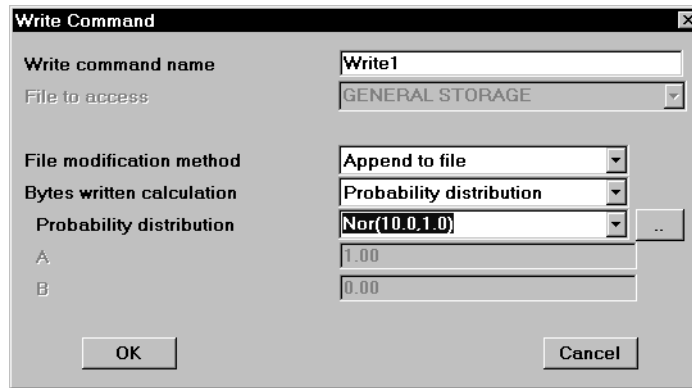 Write Command
Write command name Write1
File to access GENERAL STORAGE
File modification method Append to file
Bytes written calculation Probability distribution
Probability distribution Nor(10.0,1.0) ..
A 1.00
B 0.00
OK Cancel